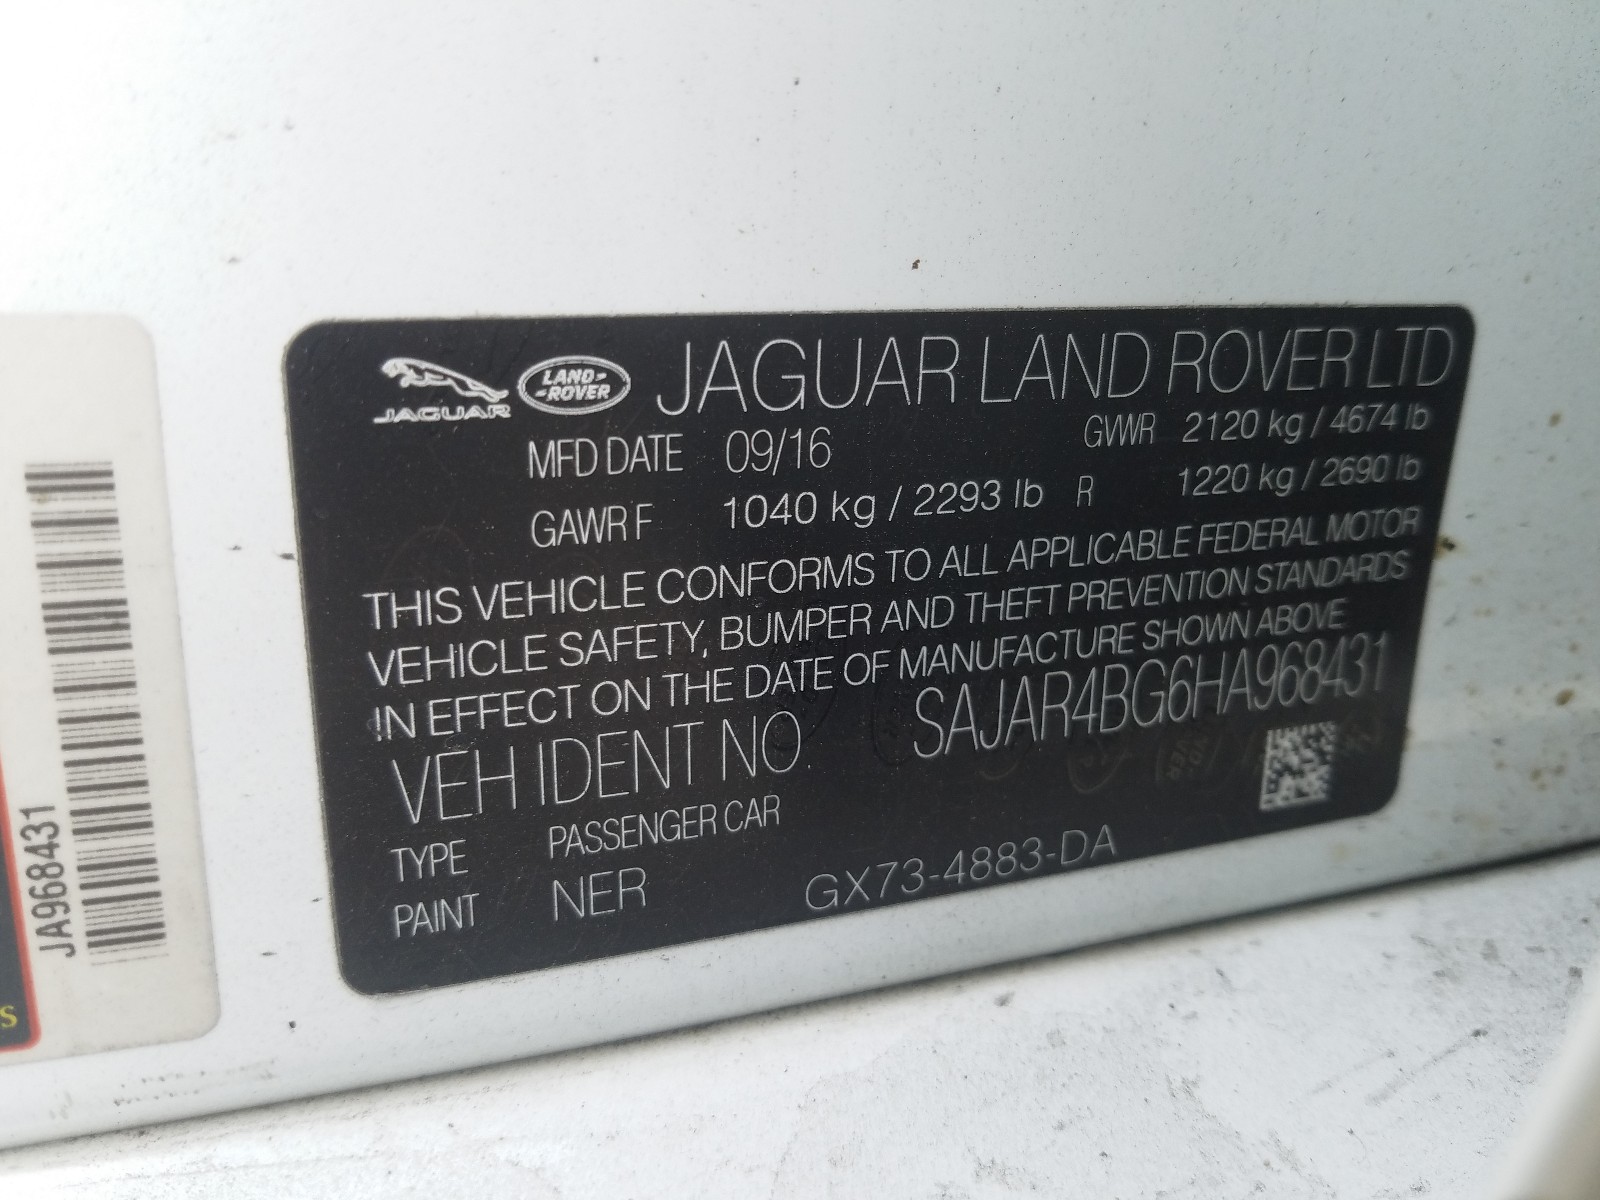 JAGUAR
LAND-
-ROVER
JAGUAR LAND ROVER LTD
MFD DATE 09/16 GVWR 2120 kg / 4674 lb
GAWR F 1040 kg / 2293 lb R 1220 kg / 2690 lb
THIS VEHICLE CONFORMS TO ALL APPLICABLE FEDERAL MOTOR
VEHICLE SAFETY, BUMPER AND THEFT PREVENTION STANDARDS
IN EFFECT ON THE DATE OF MANUFACTURE SHOWN ABOVE
VEH IDENT NO. SAJAR4BG6HA968431
TYPE PASSENGER CAR
PAINT NER GX73-4883-DA
JA968431
S